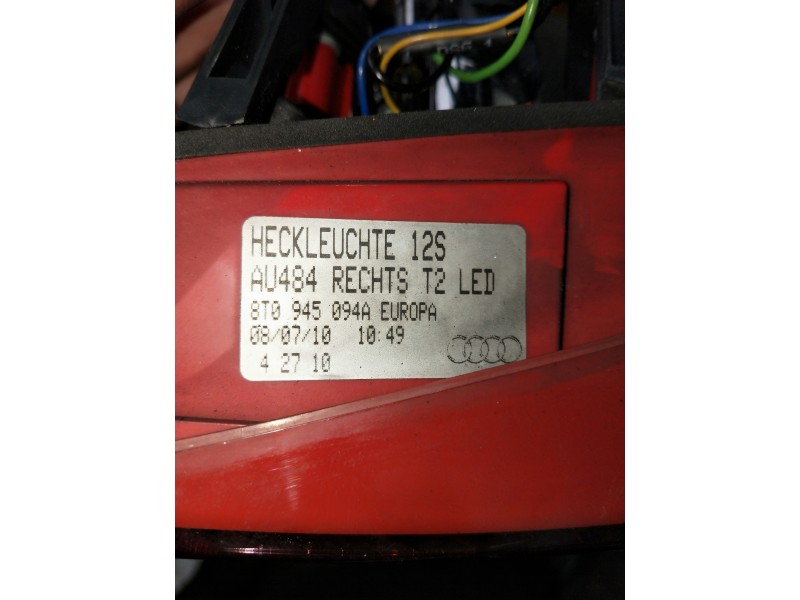 HECKLEUCHTE 12S
AU484 RECHTS T2 LED
8T0 945 094A EUROPA
08/07/10 10:49
4 27 10